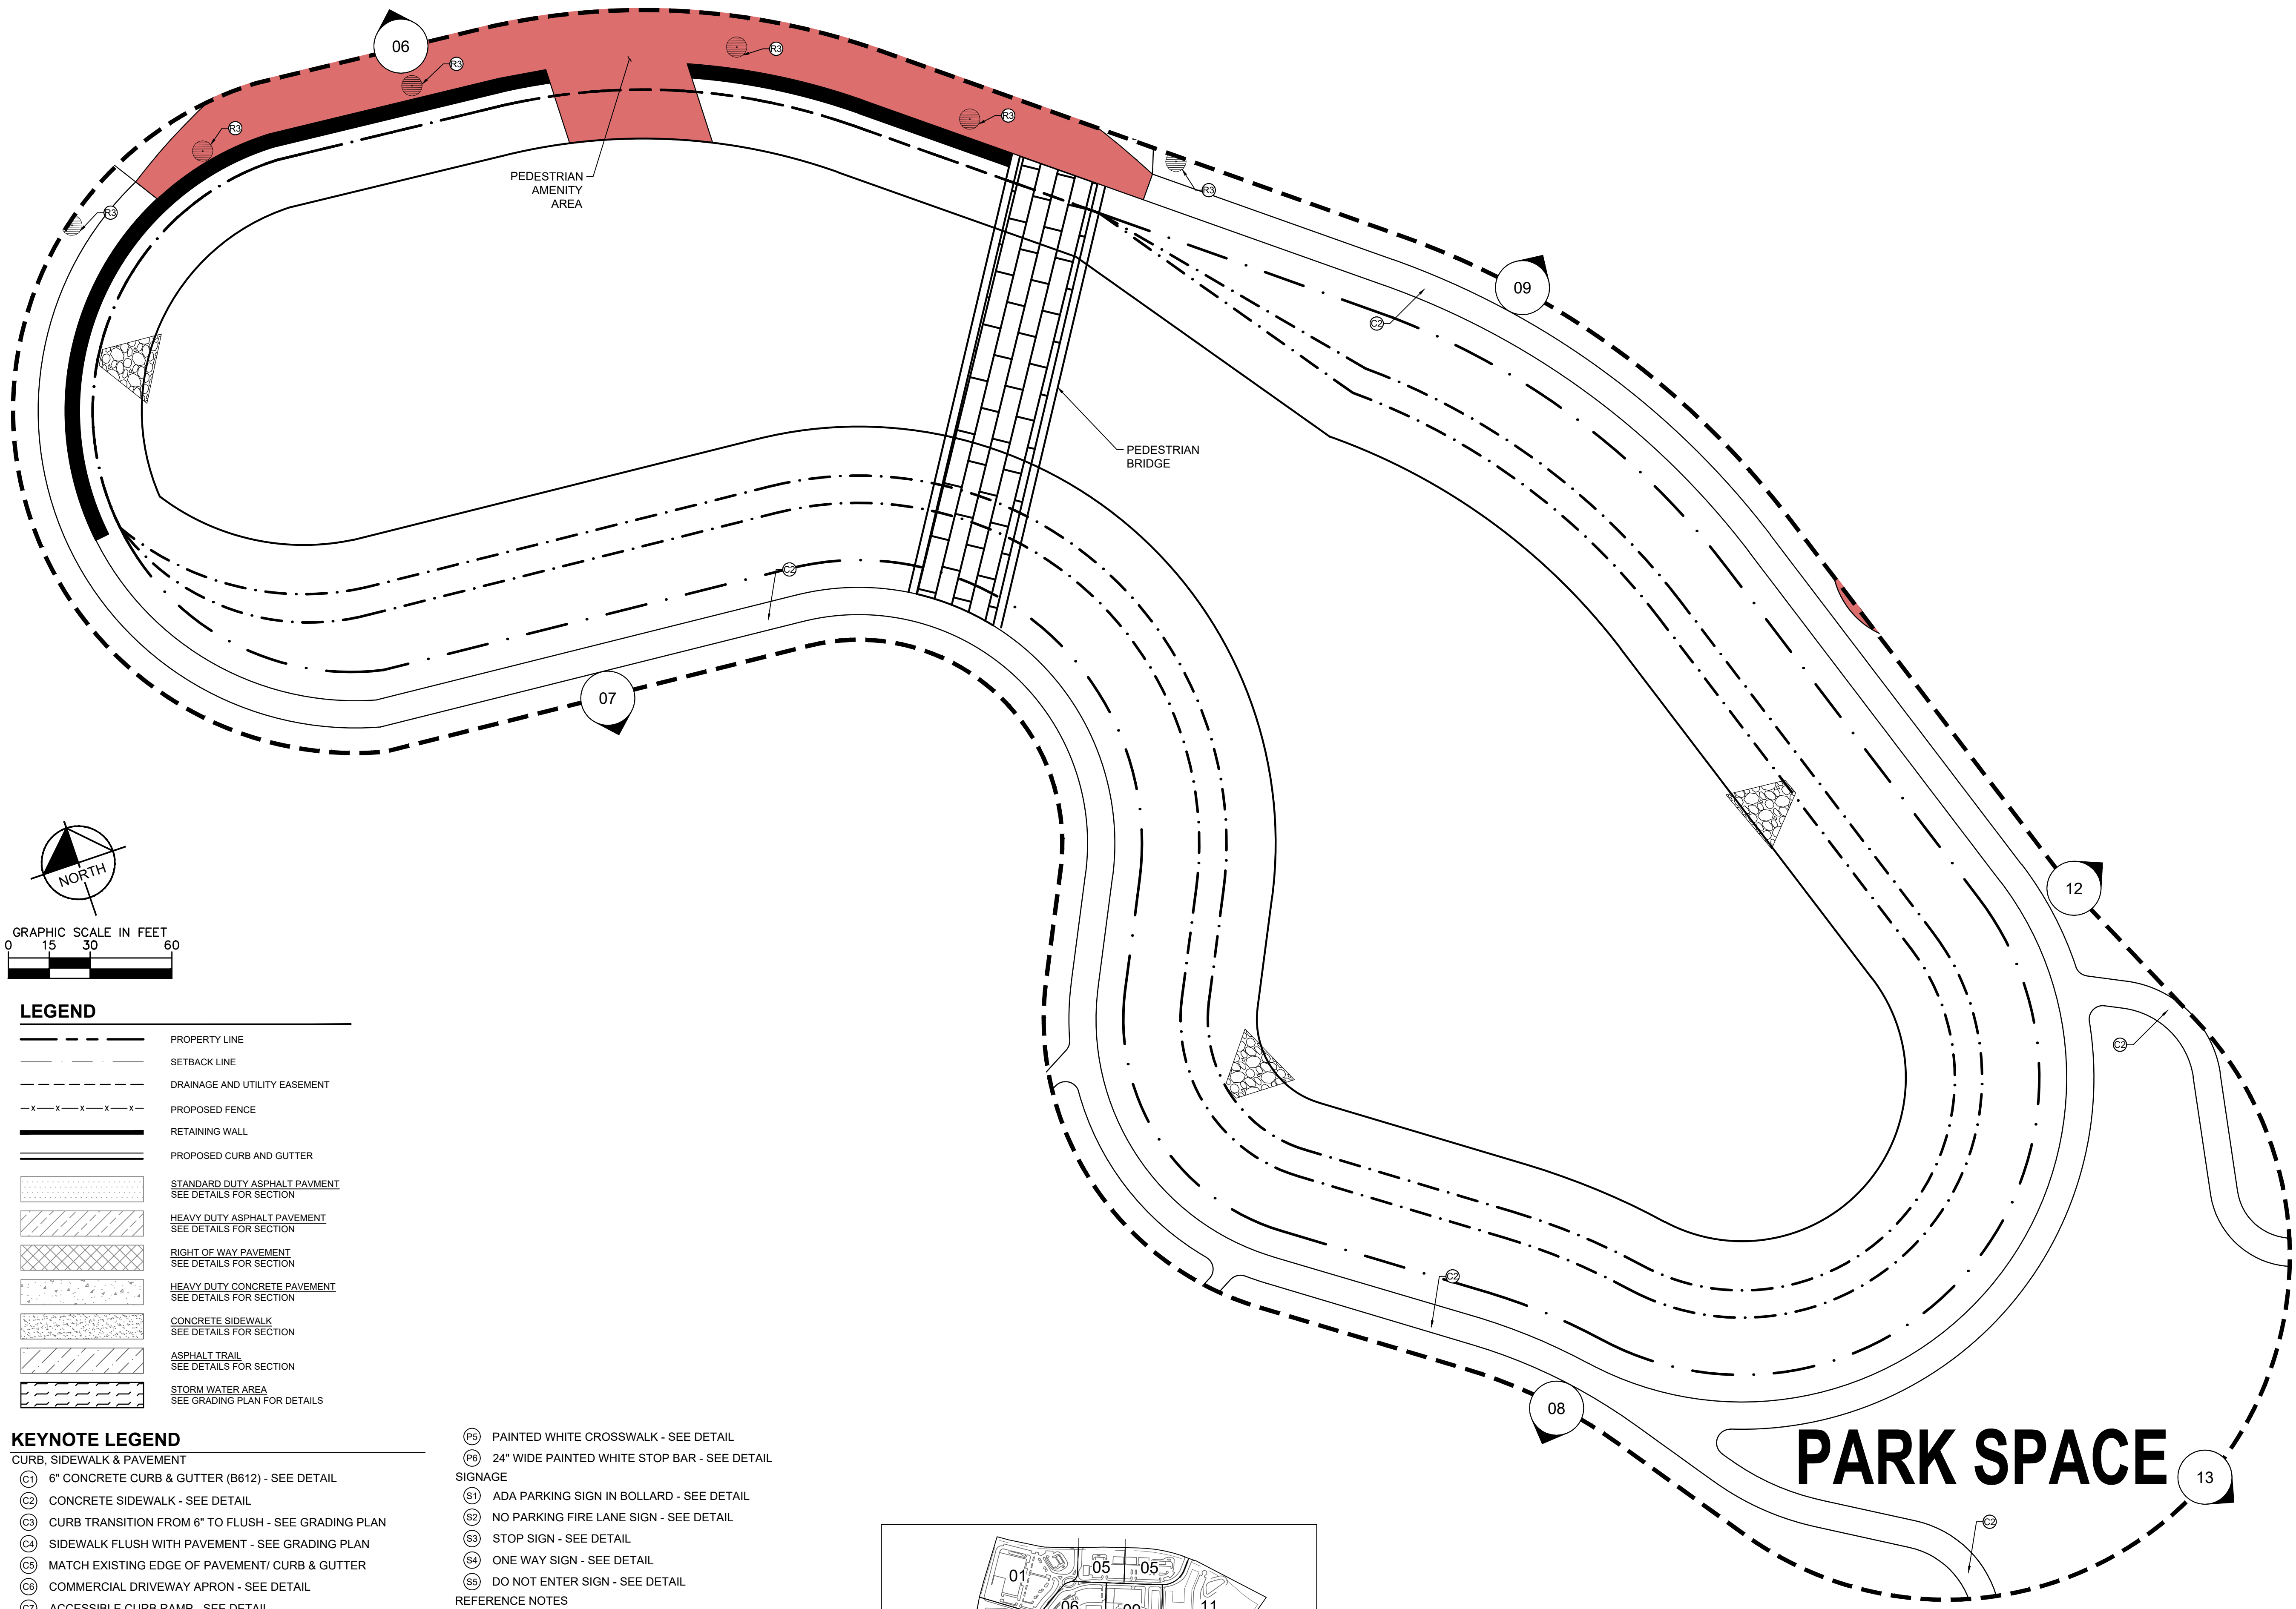 06
R3
R3
R3
R3
R3
R3
PEDESTRIAN
AMENITY
AREA
09
C2
PEDESTRIAN
BRIDGE
C2
07
12
C2
C2
08
PARK SPACE
13
C2
NORTH
GRAPHIC SCALE IN FEET
0 15 30 60
LEGEND
PROPERTY LINE
SETBACK LINE
DRAINAGE AND UTILITY EASEMENT
x x x x x PROPOSED FENCE
RETAINING WALL
PROPOSED CURB AND GUTTER
STANDARD DUTY ASPHALT PAVMENT
SEE DETAILS FOR SECTION
HEAVY DUTY ASPHALT PAVEMENT
SEE DETAILS FOR SECTION
RIGHT OF WAY PAVEMENT
SEE DETAILS FOR SECTION
HEAVY DUTY CONCRETE PAVEMENT
SEE DETAILS FOR SECTION
CONCRETE SIDEWALK
SEE DETAILS FOR SECTION
ASPHALT TRAIL
SEE DETAILS FOR SECTION
STORM WATER AREA
SEE GRADING PLAN FOR DETAILS
KEYNOTE LEGEND
CURB, SIDEWALK & PAVEMENT
C1 6" CONCRETE CURB & GUTTER (B612) - SEE DETAIL
C2 CONCRETE SIDEWALK - SEE DETAIL
C3 CURB TRANSITION FROM 6" TO FLUSH - SEE GRADING PLAN
C4 SIDEWALK FLUSH WITH PAVEMENT - SEE GRADING PLAN
C5 MATCH EXISTING EDGE OF PAVEMENT/ CURB & GUTTER
C6 COMMERCIAL DRIVEWAY APRON - SEE DETAIL
C7 ACCESSIBLE CURB RAMP - SEE DETAIL
P5 PAINTED WHITE CROSSWALK - SEE DETAIL
P6 24" WIDE PAINTED WHITE STOP BAR - SEE DETAIL
SIGNAGE
S1 ADA PARKING SIGN IN BOLLARD - SEE DETAIL
S2 NO PARKING FIRE LANE SIGN - SEE DETAIL
S3 STOP SIGN - SEE DETAIL
S4 ONE WAY SIGN - SEE DETAIL
S5 DO NOT ENTER SIGN - SEE DETAIL
REFERENCE NOTES
01 05 05
06 09 11